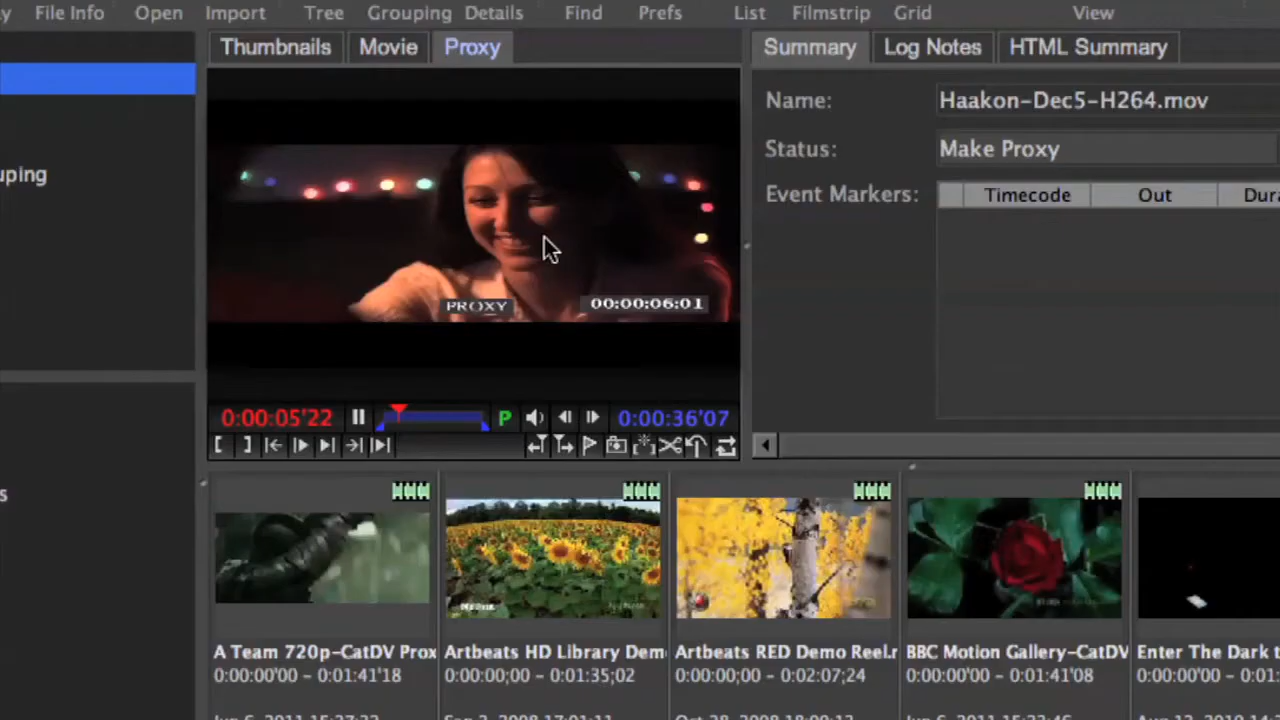 File Info Open Import Tree Grouping Details Find Prefs List Filmstrip Grid View
Thumbnails Movie Proxy Summary Log Notes HTML Summary
Name: Haakon-Dec5-H264.mov
Status: Make Proxy
Event Markers: Timecode Out Dura
uping
PROXY 00:00:06:01
0:00:05'22 P 0:00:36'07
A Team 720p-CatDV Prox Artbeats HD Library Dem Artbeats RED Demo Reel.r BBC Motion Gallery-CatDV Enter The Dark t
0:00:00'00 - 0:01:41'18 0:00:00;00 - 0:01:35;02 0:00:00;00 - 0:02:07;24 0:00:00'00 - 0:01:41'08 0:00:00'00 - 0:01: